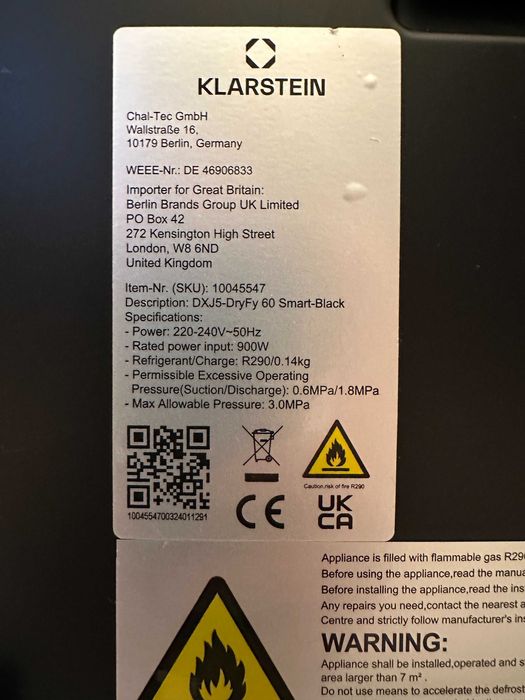 KLARSTEIN
Chal-Tec GmbH
Wallstraße 16,
10179 Berlin, Germany
WEEE-Nr.: DE 46906833
Importer for Great Britain:
Berlin Brands Group UK Limited
PO Box 42
272 Kensington High Street
London, W8 6ND
United Kingdom
Item-Nr. (SKU): 10045547
Description: DXJ5-DryFy 60 Smart-Black
Specifications:
- Power: 220-240V~50Hz
- Rated power input: 900W
- Refrigerant/Charge: R290/0.14kg
- Permissible Excessive Operating
Pressure(Suction/Discharge): 0.6MPa/1.8MPa
- Max Allowable Pressure: 3.0MPa
1004554700324011291
CE
Caution,risk of fire R290
UK
CA
Appliance is filled with flammable gas R29
Before using the appliance,read the manua
Before installing the appliance,read the ins
Any repairs you need,contact the nearest a
Centre and strictly follow manufacturer's ins
WARNING:
Appliance shall be installed,operated and s
area larger than 7 m² .
Do not use means to accelerate the defrost